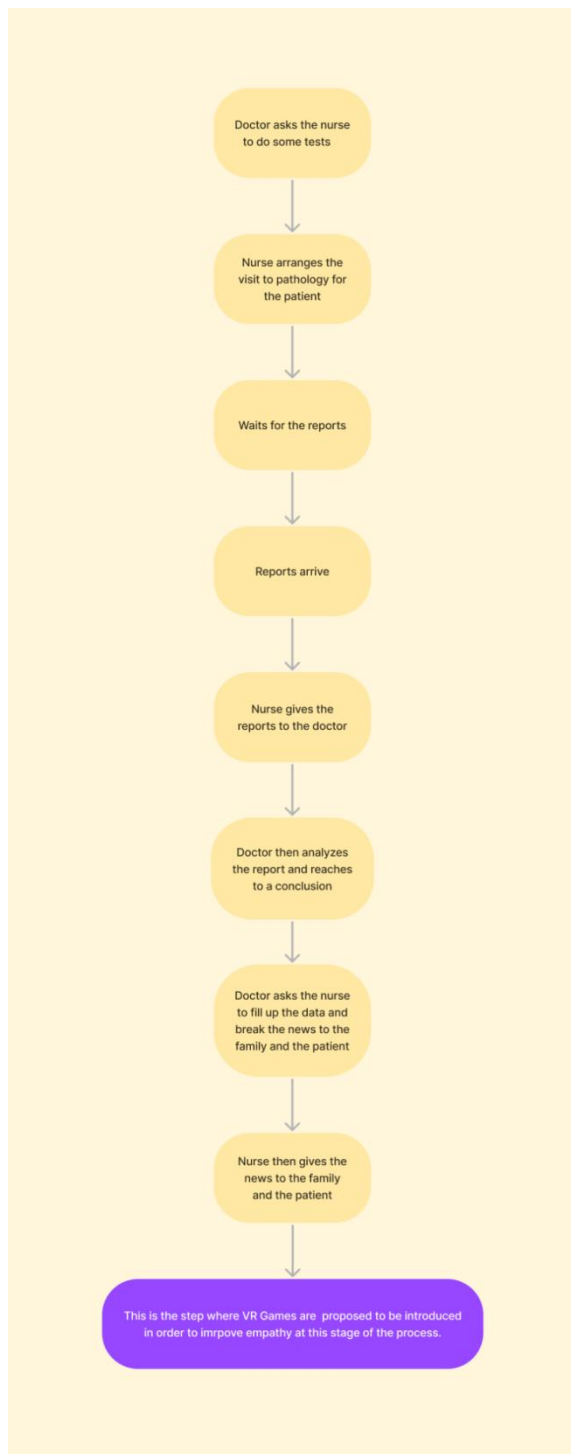 Doctor asks the nurse
to do some tests
Nurse arranges the
visit to pathology for
the patient
Waits for the reports
Reports arrive
Nurse gives the
reports to the doctor
Doctor then analyzes
the report and reaches
to a conclusion
Doctor asks the nurse
to fill up the data and
break the news to the
family and the patient
Nurse then gives the
news to the family
and the patient
This is the step where VR Games are proposed to be introduced
in order to imrpove empathy at this stage of the process.